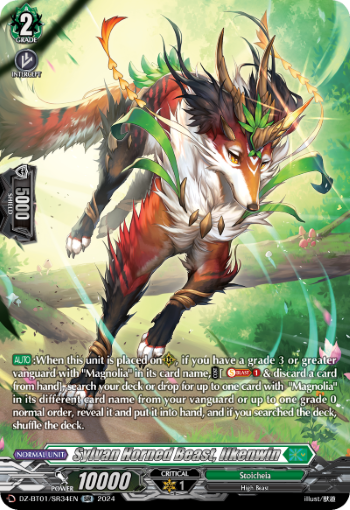 2
GRADE
INTERCEPT
5000
SHIELD
AUTO :When this unit is placed on , if you have a grade 3 or greater
vanguard with "Magnolia" in its card name, COST [ 1 & discard a card
from hand], search your deck or drop for up to one card with "Magnolia"
in its different card name from your vanguard or up to one grade 0
normal order, reveal it and put it into hand, and if you searched the deck,
shuffle the deck.
NORMAL UNIT
Sylvan Horned Beast, Ilkenwin
POWER 10000
CRITICAL
1
Stoicheia
High Beast
DZ-BT01/SR34EN SR 2024
illust/獣道